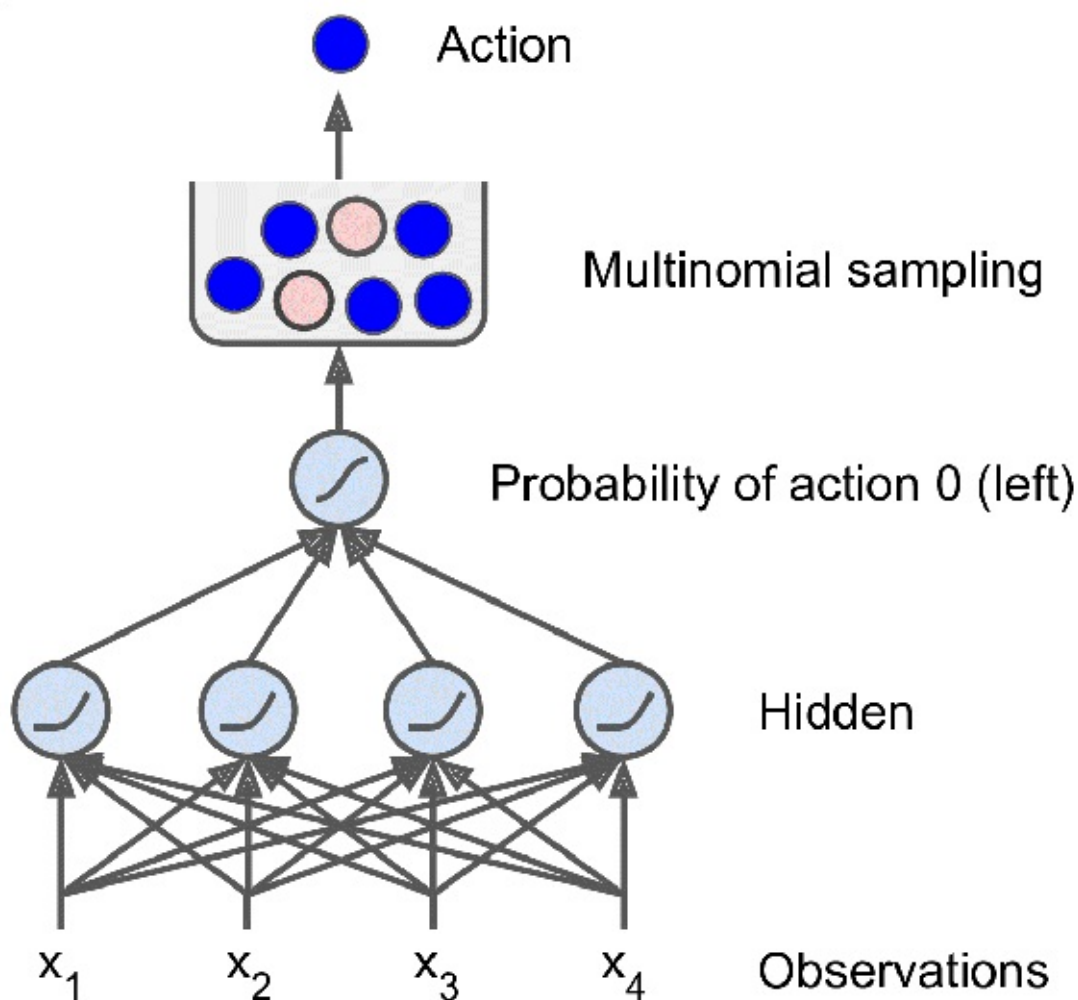 Action
Multinomial sampling
Probability of action 0 (left)
Hidden
x1 x2 x3 x4 Observations